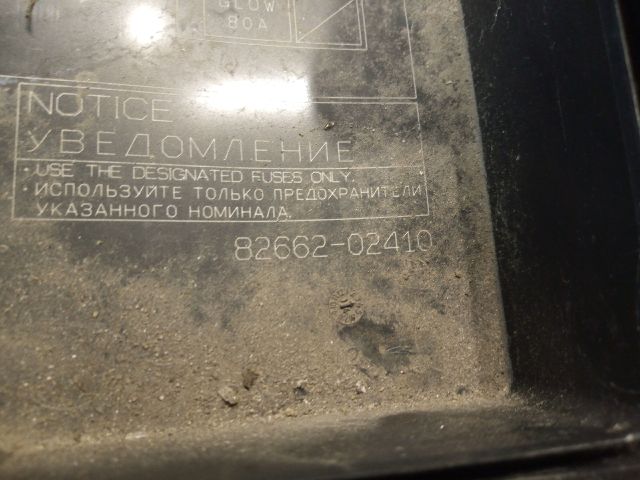 GLOW
80A
NOTICE
УВЕДОМЛЕНИЕ
· USE THE DESIGNATED FUSES ONLY.
· ИСПОЛЬЗУЙТЕ ТОЛЬКО ПРЕДОХРАНИТЕЛИ
УКАЗАННОГО НОМИНАЛА.
82662-02410